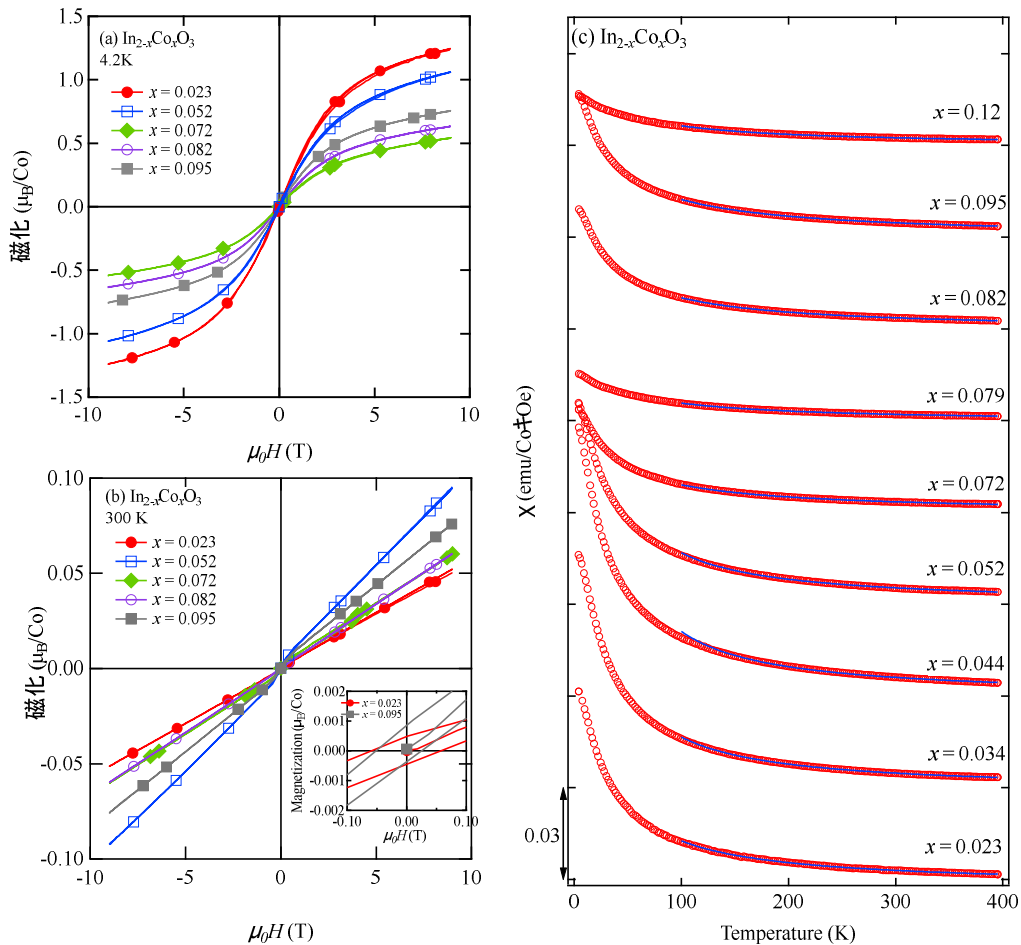 (a) In₂₋ₓCoₓO₃
4.2K
x = 0.023
x = 0.052
x = 0.072
x = 0.082
x = 0.095
1.5
1.0
0.5
0.0
-0.5
-1.0
-1.5
磁化 (μB/Co)
-10
-5
0
5
10
μ₀H (T)
(b) In₂₋ₓCoₓO₃
300 K
x = 0.023
x = 0.052
x = 0.072
x = 0.082
x = 0.095
0.10
0.05
0.00
-0.05
-0.10
磁化 (μB/Co)
-10
-5
0
5
10
μ₀H (T)
0.002
0.001
0.000
-0.001
-0.002
Magnetization (μB/Co)
x = 0.023
x = 0.095
-0.10
0.00
0.10
μ₀H (T)
(c) In₂₋ₓCoₓO₃
x = 0.12
x = 0.095
x = 0.082
x = 0.079
x = 0.072
x = 0.052
x = 0.044
x = 0.034
x = 0.023
χ (emu/CoキOe)
0.03
0
100
200
300
400
Temperature (K)